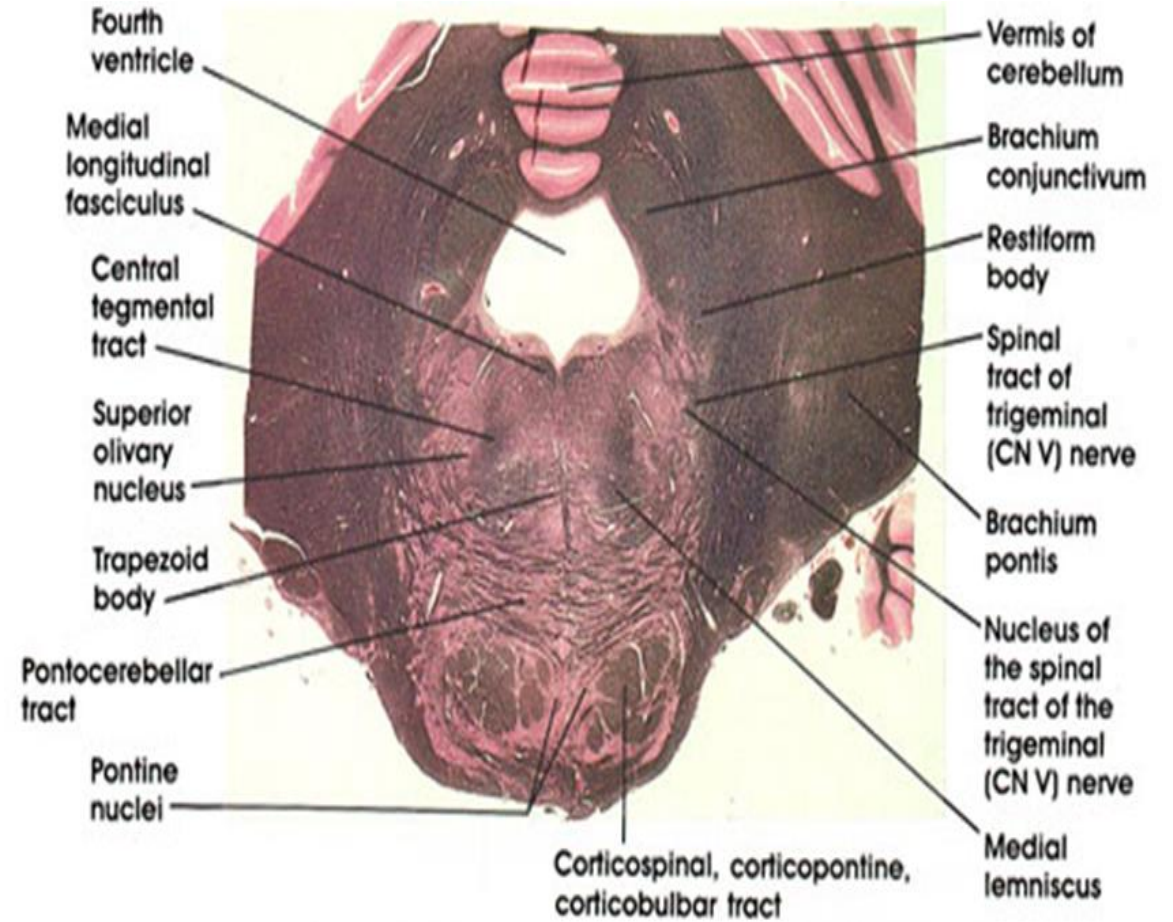 Fourth
ventricle
Medial
longitudinal
fasciculus
Central
tegmental
tract
Superior
olivary
nucleus
Trapezoid
body
Pontocerebellar
tract
Pontine
nuclei
Vermis of
cerebellum
Brachium
conjunctivum
Restiform
body
Spinal
tract of
trigeminal
(CN V) nerve
Brachium
pontis
Nucleus of
the spinal
tract of the
trigeminal
(CN V) nerve
Medial
lemniscus
Corticospinal, corticopontine,
corticobulbar tract